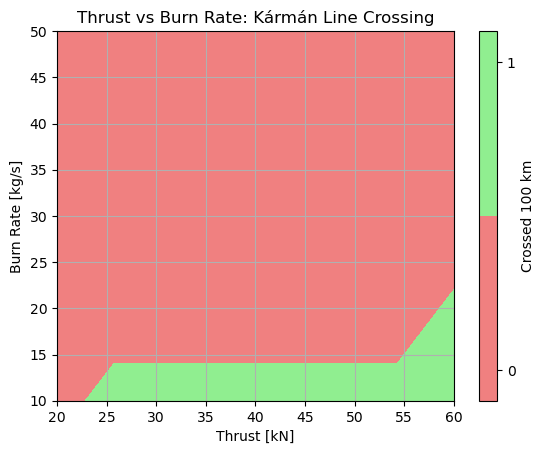 Thrust vs Burn Rate: Kármán Line Crossing
50
45
40
35
30
25
20
15
10
Burn Rate [kg/s]
20 25 30 35 40 45 50 55 60
Thrust [kN]
1
0
Crossed 100 km